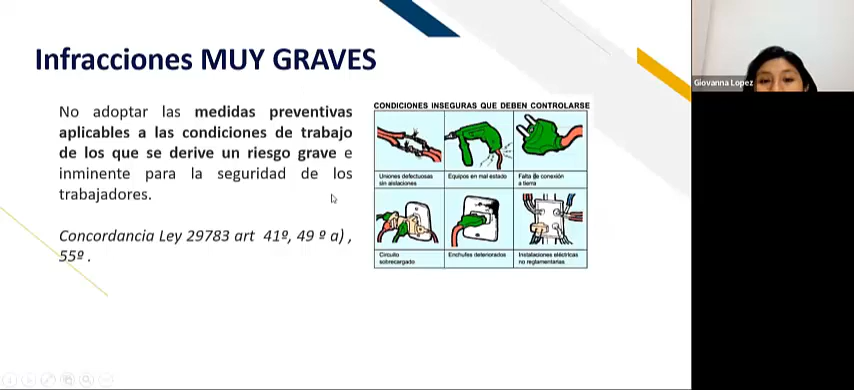 Infracciones MUY GRAVES
No adoptar las medidas preventivas
aplicables a las condiciones de trabajo
de los que se derive un riesgo grave e
inminente para la seguridad de los
trabajadores.
Concordancia Ley 29783 art 41º, 49 º a) ,
55º .
CONDICIONES INSEGURAS QUE DEBEN CONTROLARSE
Uniones defectuosas
sin aislaciones
Equipos en mal estado
Falta de conexión
a tierra
Circuito
sobrecargado
Enchufes deteriorados
Instalaciones eléctricas
no reglamentarias
Giovanna Lopez